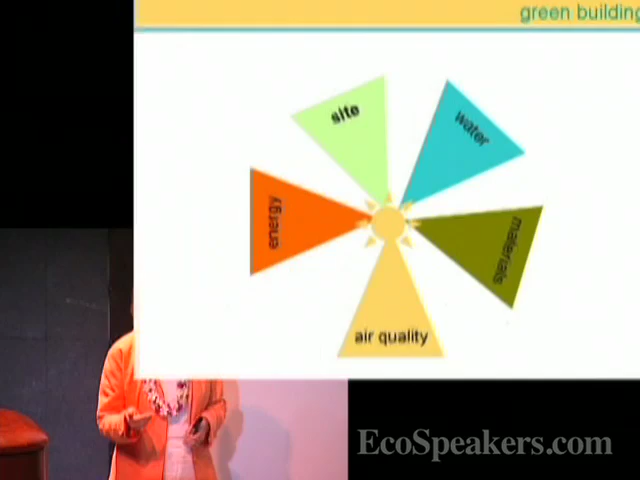 green building
site
water
energy
materials
air quality
EcoSpeakers.com